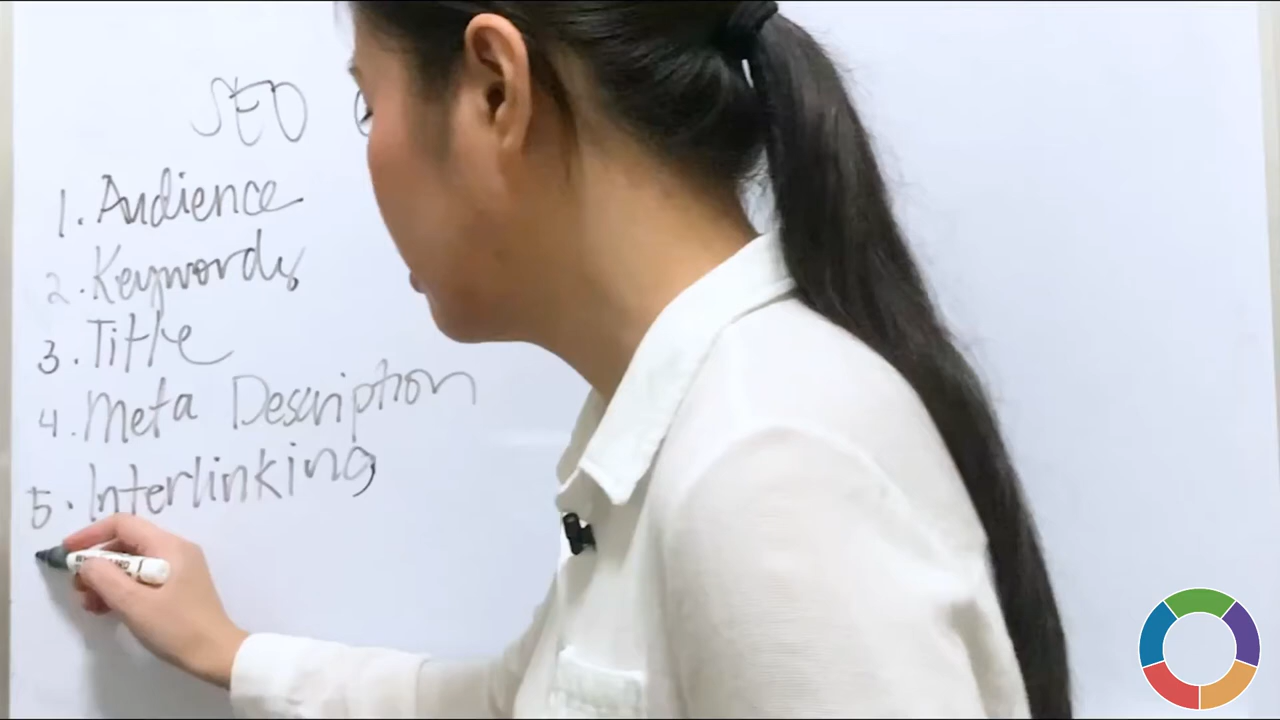 SEO
1. Audience
2. Keywords
3. Title
4. Meta Description
5. Interlinking